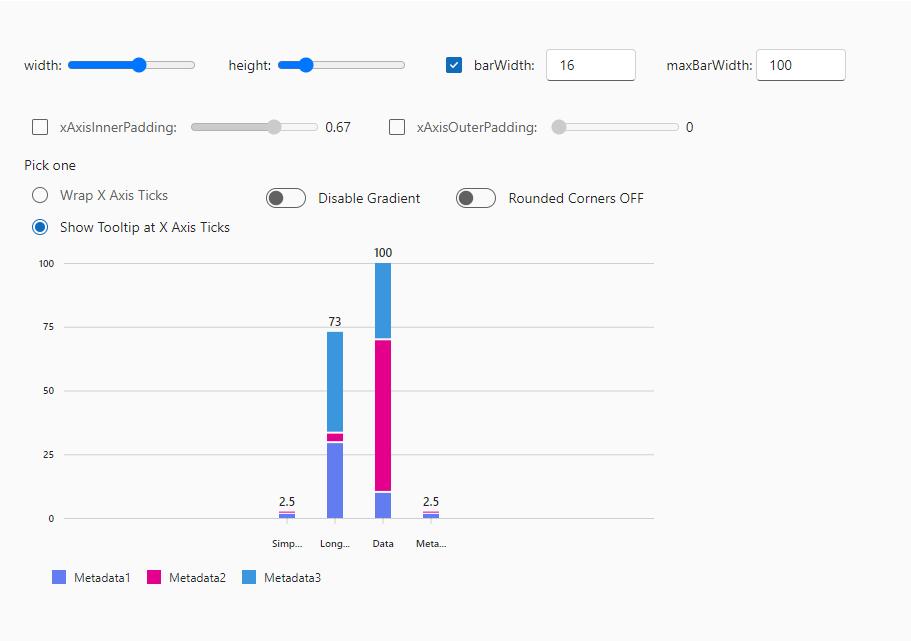 width: height: barWidth: 16 maxBarWidth: 100
xAxisInnerPadding: 0.67 xAxisOuterPadding: 0
Pick one
Wrap X Axis Ticks Disable Gradient Rounded Corners OFF
Show Tooltip at X Axis Ticks
100
100
73
75
50
25
2.5 2.5
0
Simp... Long... Data Meta...
Metadata1 Metadata2 Metadata3